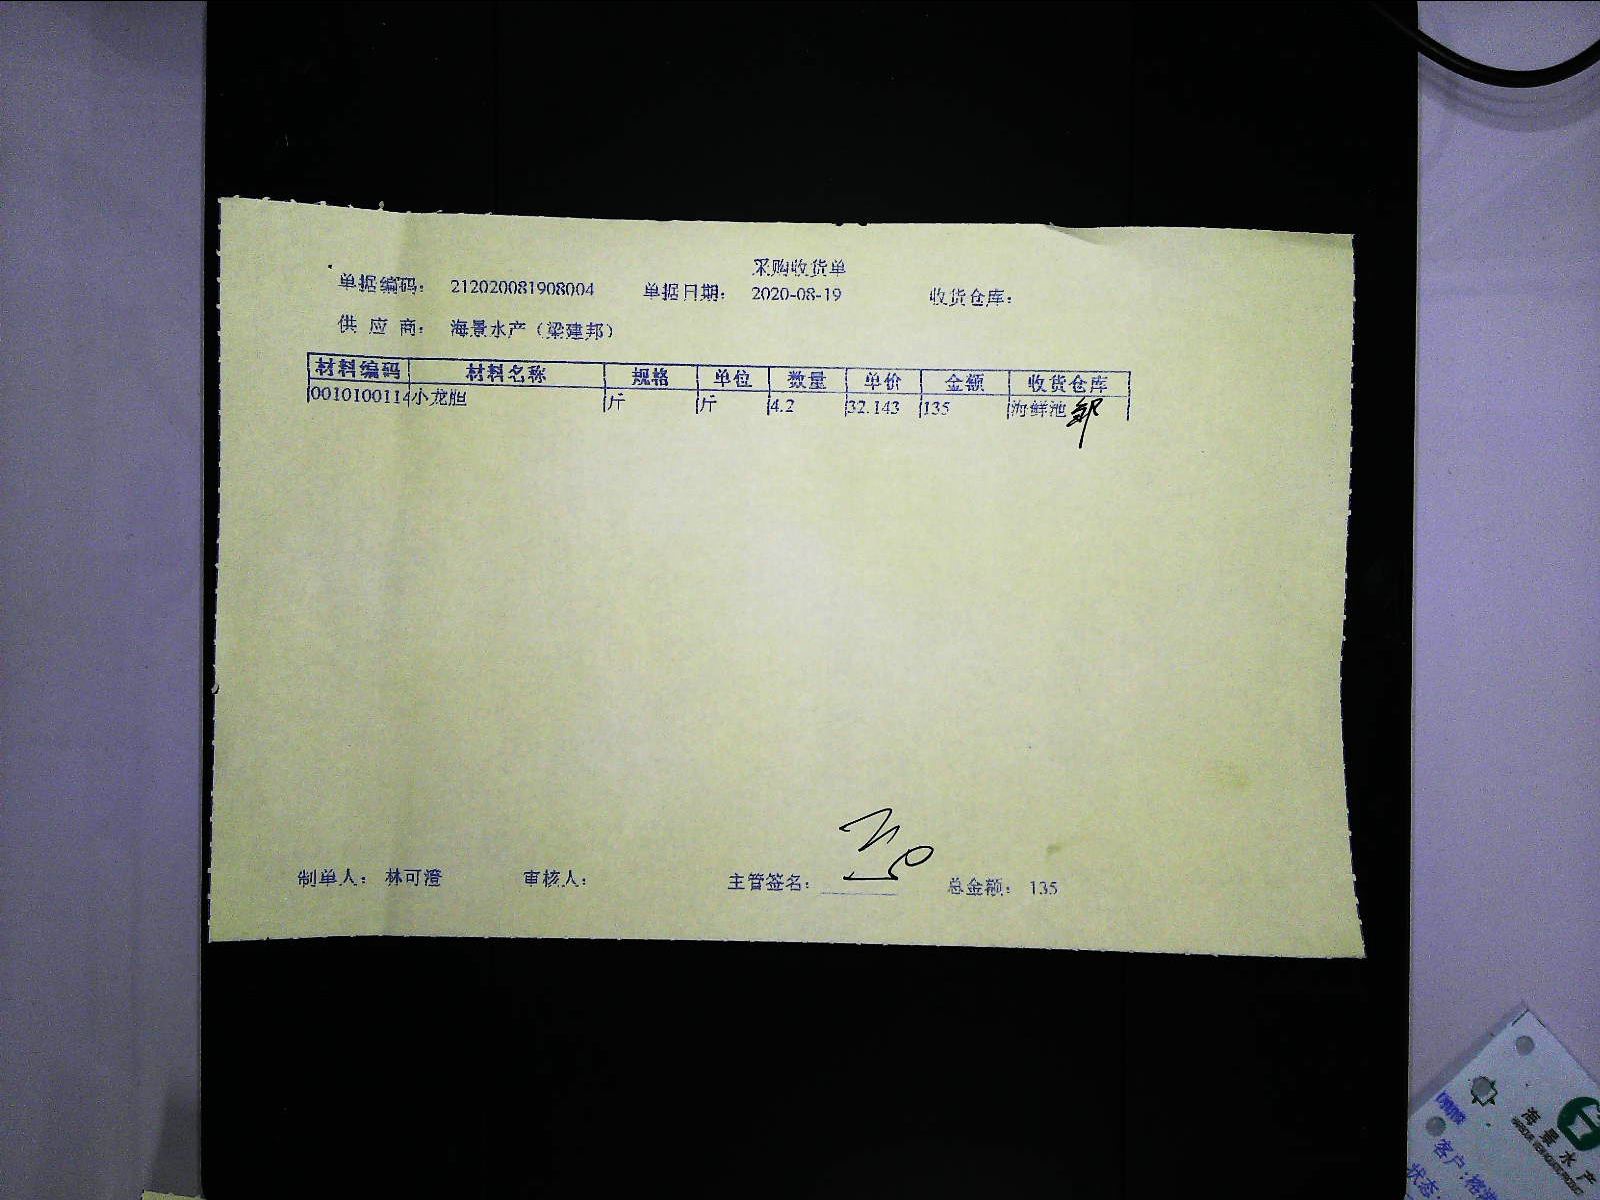 采购收货单
单据编码： 212020081908004 单据日期： 2020-08-19 收货仓库：
供 应 商： 海景水产（梁建邦）
材料编码 材料名称 规格 单位 数量 单价 金额 收货仓库
0010100114 小龙胆 斤 斤 4.2 32.143 135 海鲜池
制单人： 林可澄 审核人： 主管签名： 总金额： 135
海景水产
客户：
状态